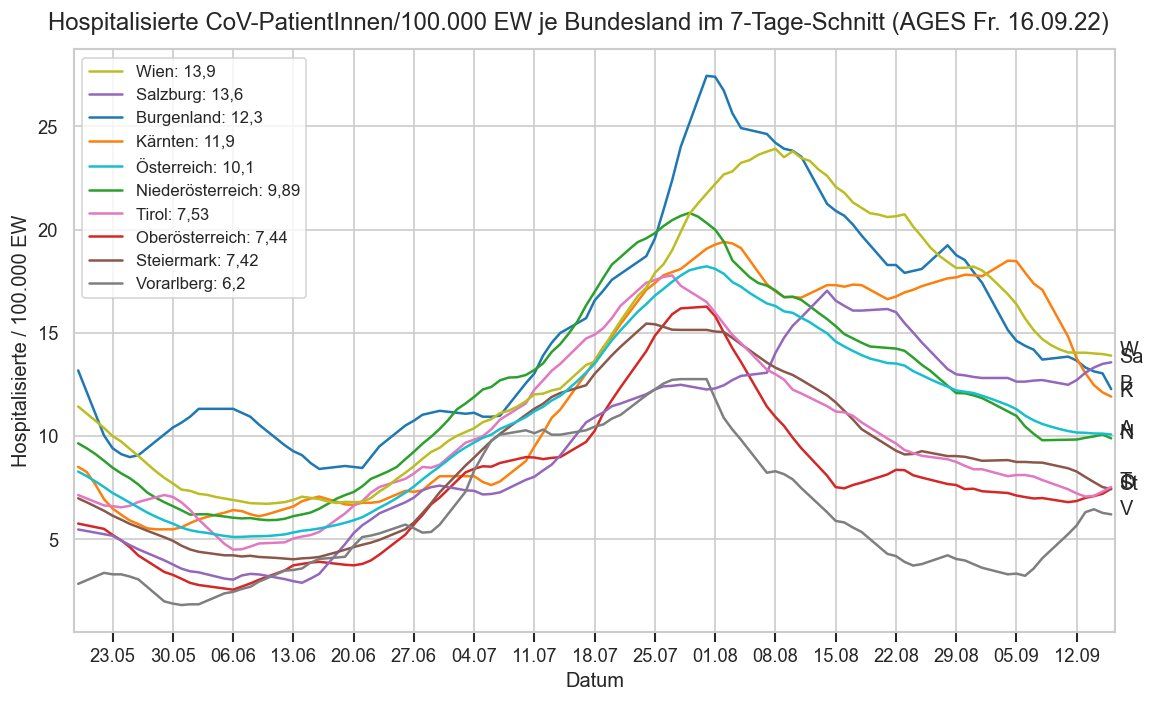 Hospitalisierte CoV-PatientInnen/100.000 EW je Bundesland im 7-Tage-Schnitt (AGES Fr. 16.09.22)
Wien: 13,9
Salzburg: 13,6
Burgenland: 12,3
Kärnten: 11,9
Österreich: 10,1
Niederösterreich: 9,89
Tirol: 7,53
Oberösterreich: 7,44
Steiermark: 7,42
Vorarlberg: 6,2
Hospitalisierte / 100.000 EW
25
20
15
10
5
W
Sa
B
K
N
St
V
23.05 30.05 06.06 13.06 20.06 27.06 04.07 11.07 18.07 25.07 01.08 08.08 15.08 22.08 29.08 05.09 12.09
Datum